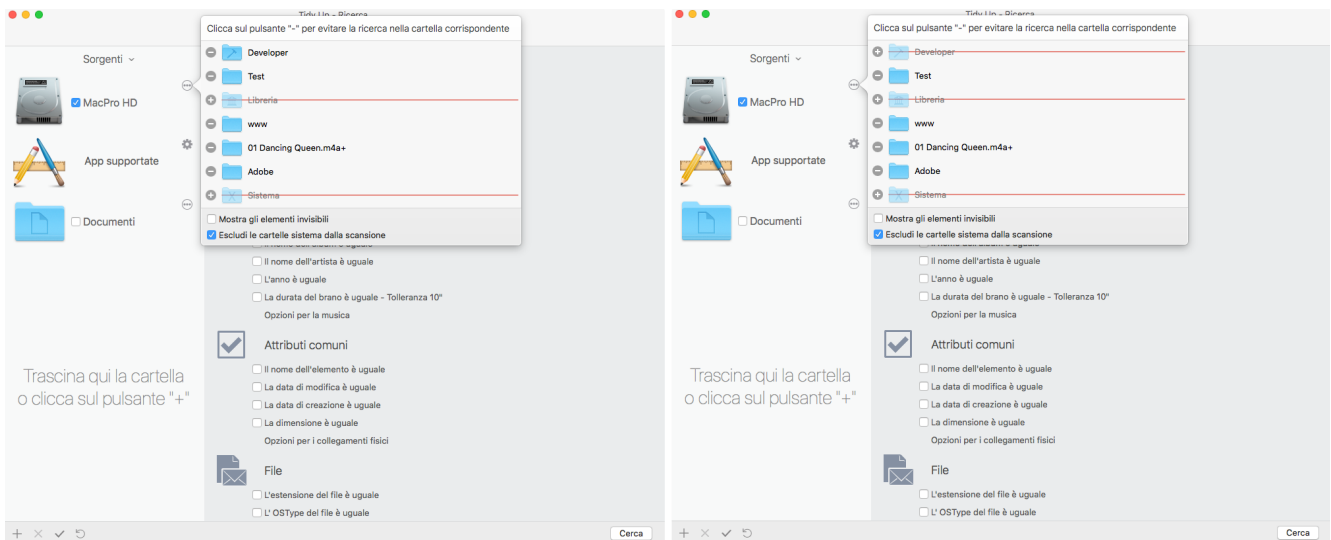 Tidy Up - Ricerca
Clicca sul pulsante "-" per evitare la ricerca nella cartella corrispondente
Sorgenti
MacPro HD
App supportate
Documenti
Trascina qui la cartella
o clicca sul pulsante "+"
Developer
Test
Libreria
www
01 Dancing Queen.m4a+
Adobe
Sistema
Mostra gli elementi invisibili
Escludi le cartelle sistema dalla scansione
Il nome dell'album è uguale
Il nome dell'artista è uguale
L'anno è uguale
La durata del brano è uguale - Tolleranza 10"
Opzioni per la musica
Attributi comuni
Il nome dell'elemento è uguale
La data di modifica è uguale
La data di creazione è uguale
La dimensione è uguale
Opzioni per i collegamenti fisici
File
L'estensione del file è uguale
L' OSType del file è uguale
Cerca
Tidy Up - Ricerca
Clicca sul pulsante "-" per evitare la ricerca nella cartella corrispondente
Sorgenti
MacPro HD
App supportate
Documenti
Trascina qui la cartella
o clicca sul pulsante "+"
Developer
Test
Libreria
www
01 Dancing Queen.m4a+
Adobe
Sistema
Mostra gli elementi invisibili
Escludi le cartelle sistema dalla scansione
Il nome dell'album è uguale
Il nome dell'artista è uguale
L'anno è uguale
La durata del brano è uguale - Tolleranza 10"
Opzioni per la musica
Attributi comuni
Il nome dell'elemento è uguale
La data di modifica è uguale
La data di creazione è uguale
La dimensione è uguale
Opzioni per i collegamenti fisici
File
L'estensione del file è uguale
L' OSType del file è uguale
Cerca